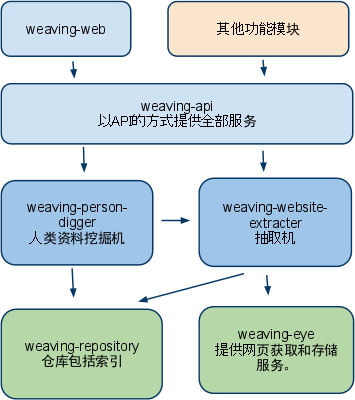 weaving-web
其他功能模块
weaving-api
以API的方式提供全部服务
weaving-person-
digger
人类资料挖掘机
weaving-website-
extracter
抽取机
weaving-repository
仓库包括索引
weaving-eye
提供网页获取和存储
服务。